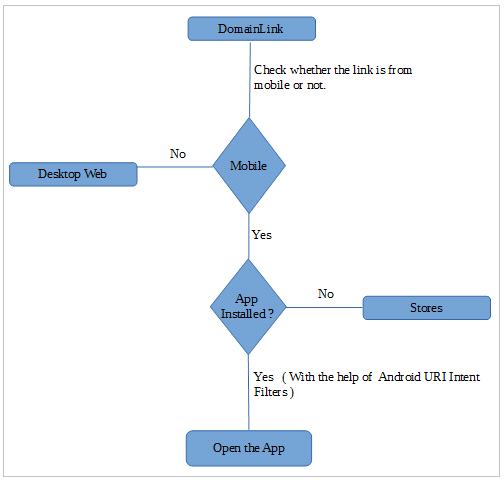 DomainLink
Check whether the link is from
mobile or not.
Mobile
No
Desktop Web
Yes
App
Installed ?
No
Stores
Yes ( With the help of Android URI Intent
Filters )
Open the App